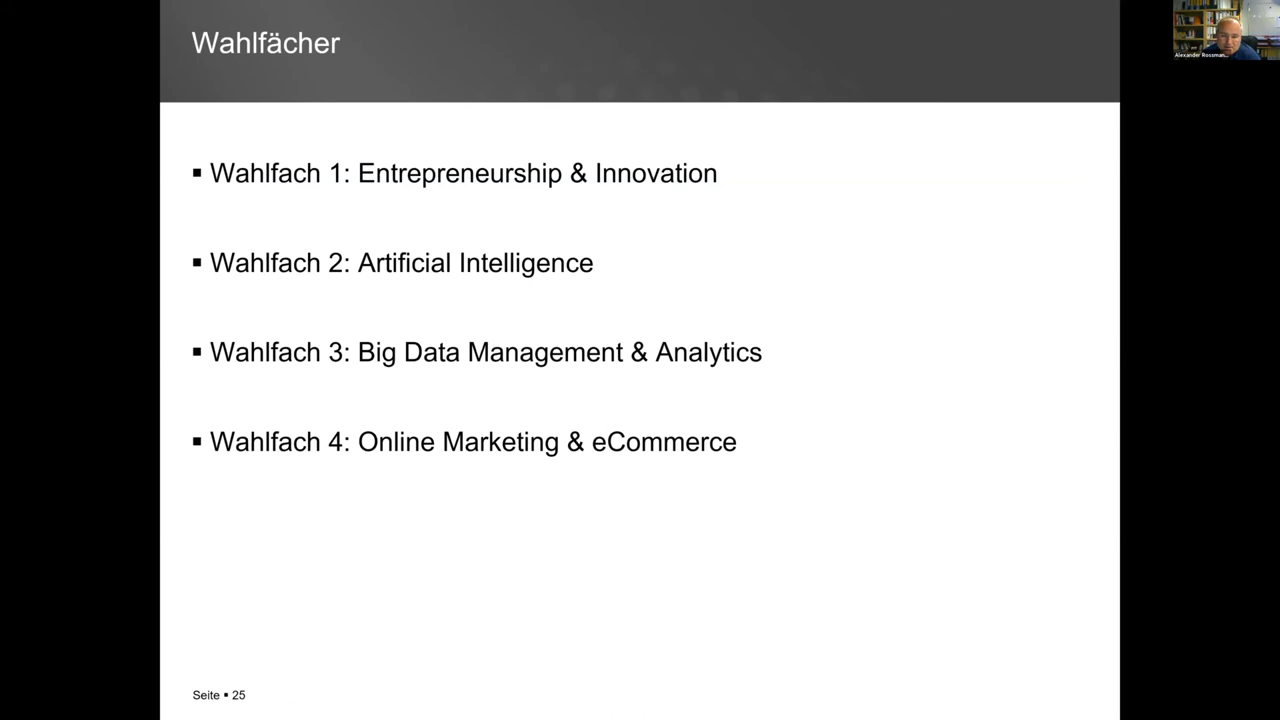 Wahlfächer
Alexander Rossman...
▪ Wahlfach 1: Entrepreneurship & Innovation
▪ Wahlfach 2: Artificial Intelligence
▪ Wahlfach 3: Big Data Management & Analytics
▪ Wahlfach 4: Online Marketing & eCommerce
Seite ▪ 25